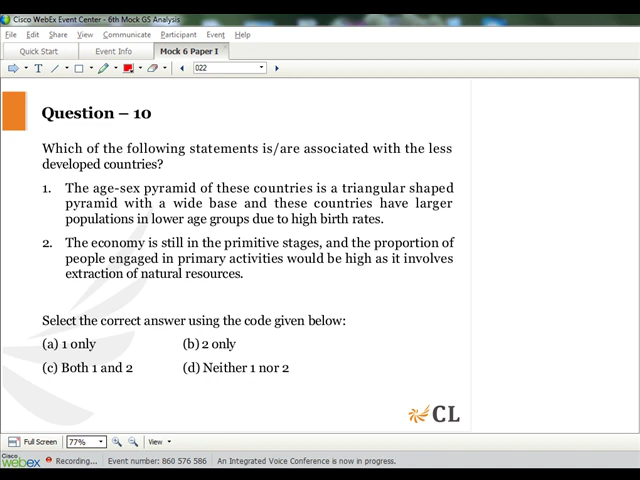 Cisco WebEx Event Center - 6th Mock GS Analysis
File Edit Share View Communicate Participant Event Help
Quick Start Event Info Mock 6 Paper I
T 022
Question – 10
Which of the following statements is/are associated with the less
developed countries?
1. The age-sex pyramid of these countries is a triangular shaped
pyramid with a wide base and these countries have larger
populations in lower age groups due to high birth rates.
2. The economy is still in the primitive stages, and the proportion of
people engaged in primary activities would be high as it involves
extraction of natural resources.
Select the correct answer using the code given below:
(a) 1 only (b) 2 only
(c) Both 1 and 2 (d) Neither 1 nor 2
CL
Full Screen 77% View
Cisco
webex Recording... Event number: 860 576 586 An Integrated Voice Conference is now in progress.